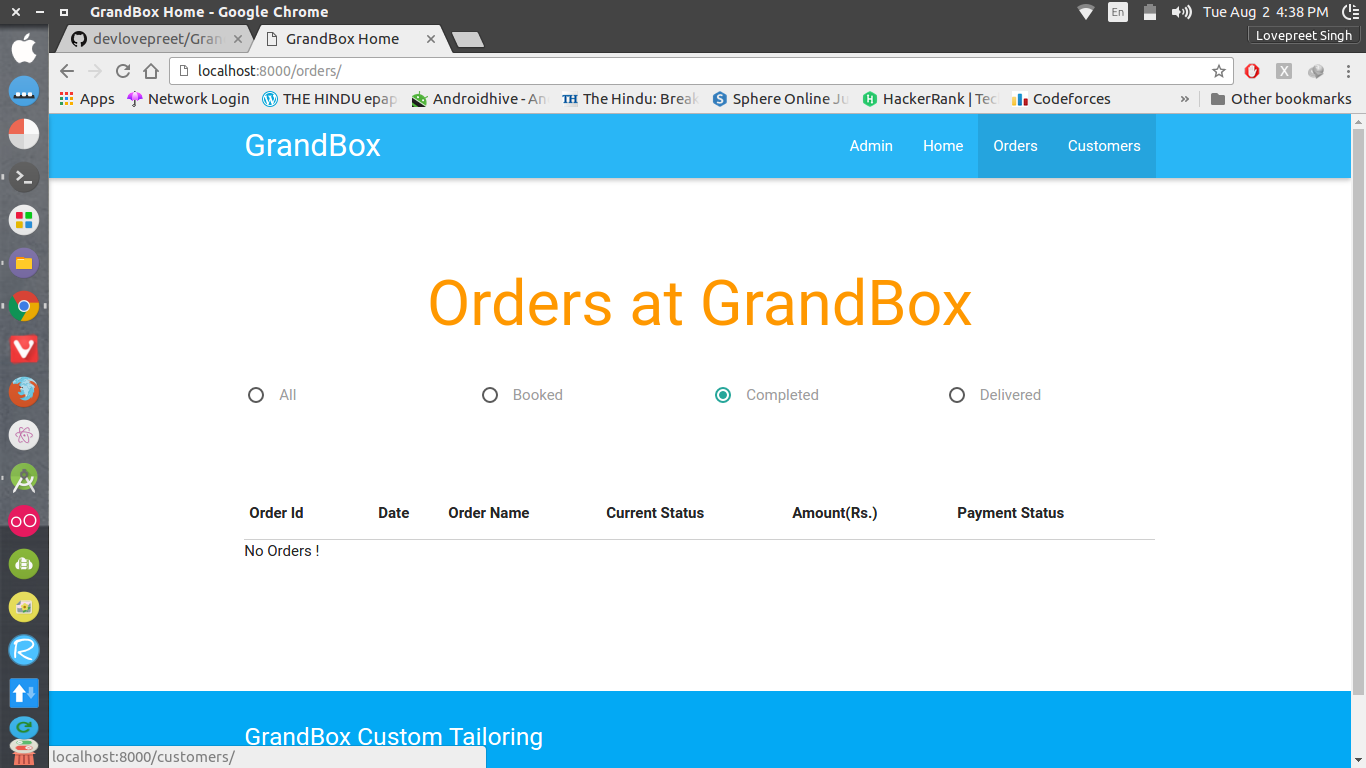 GrandBox Home - Google Chrome
En
Tue Aug 2 4:38 PM
devlovepreet/Gran
GrandBox Home
Lovepreet Singh
localhost:8000/orders/
Apps
Network Login
THE HINDU epap
Androidhive - An
TH The Hindu: Break
Sphere Online Ju
HackerRank | Tec
Codeforces
»
Other bookmarks
GrandBox
Admin
Home
Orders
Customers
Orders at GrandBox
All
Booked
Completed
Delivered
Order Id
Date
Order Name
Current Status
Amount(Rs.)
Payment Status
No Orders !
GrandBox Custom Tailoring
localhost:8000/customers/